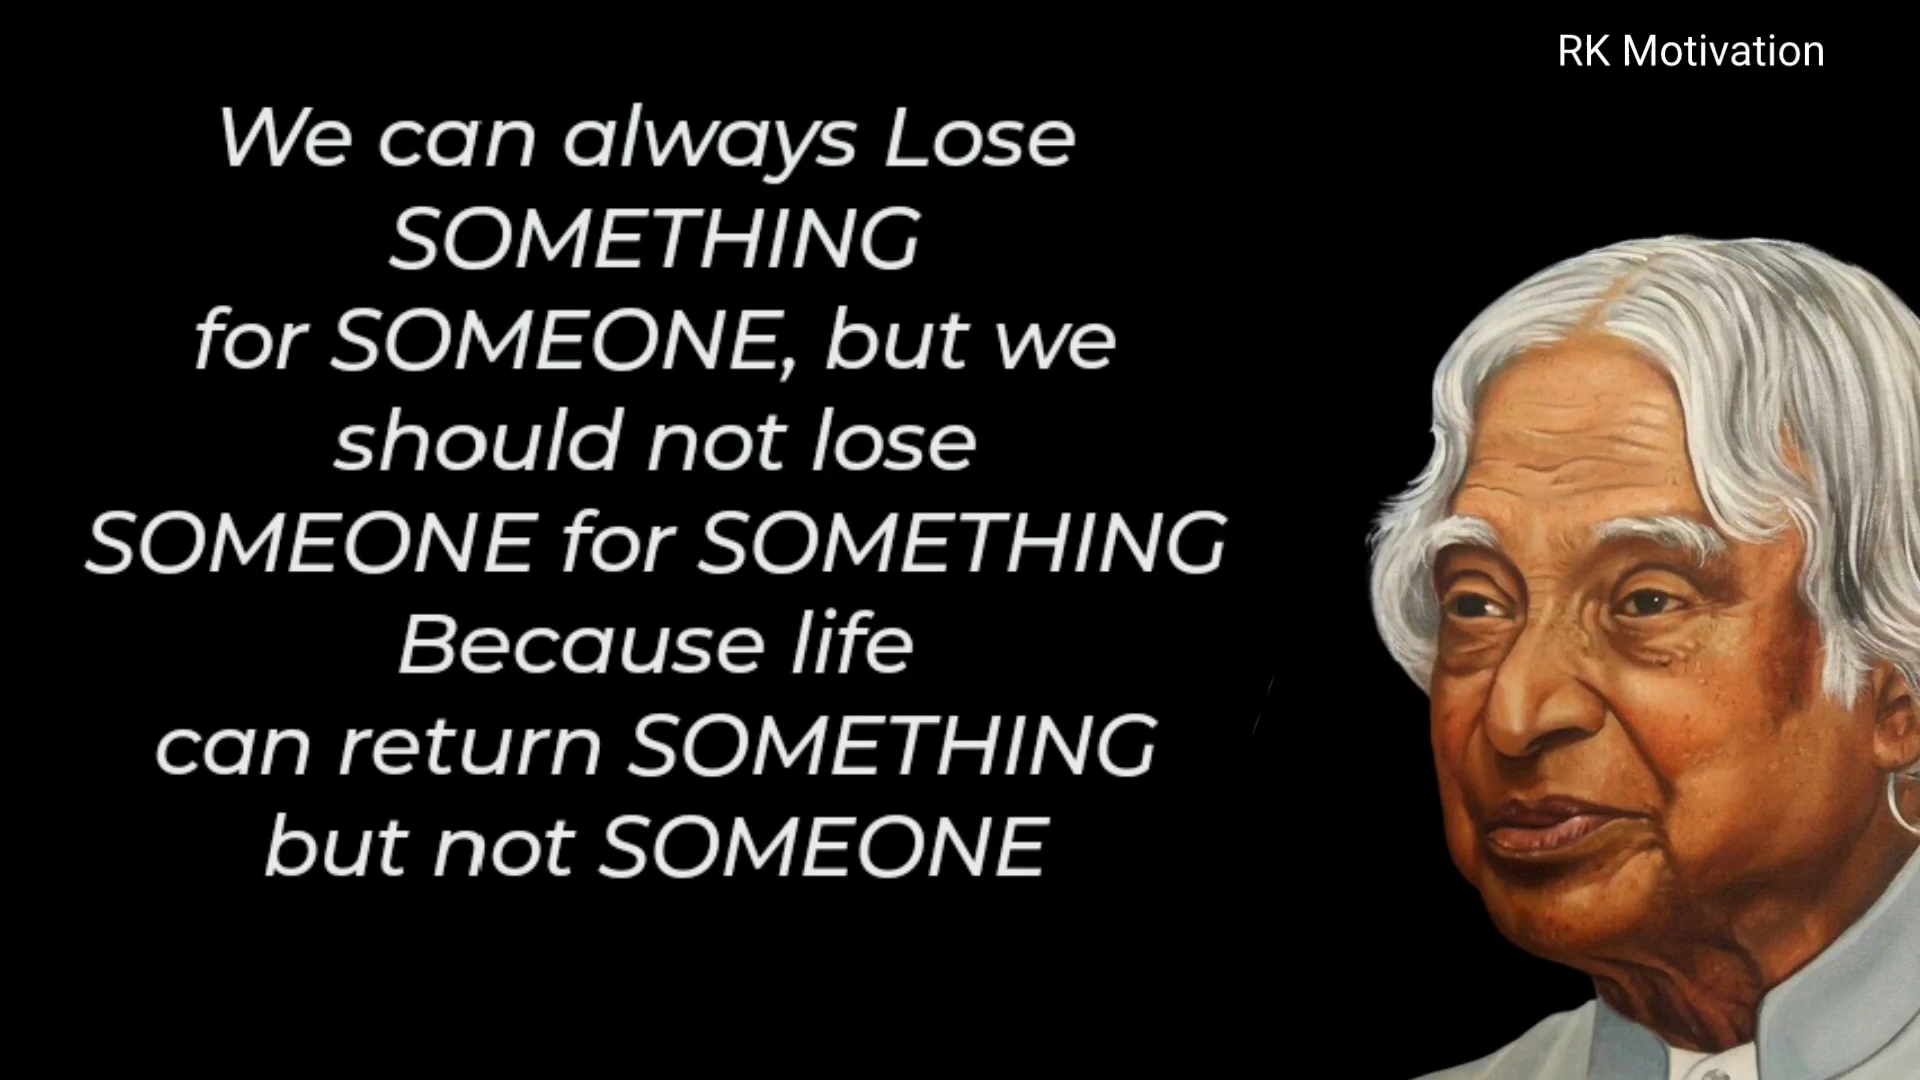 RK Motivation
We can always Lose
SOMETHING
for SOMEONE, but we
should not lose
SOMEONE for SOMETHING
Because life
can return SOMETHING
but not SOMEONE